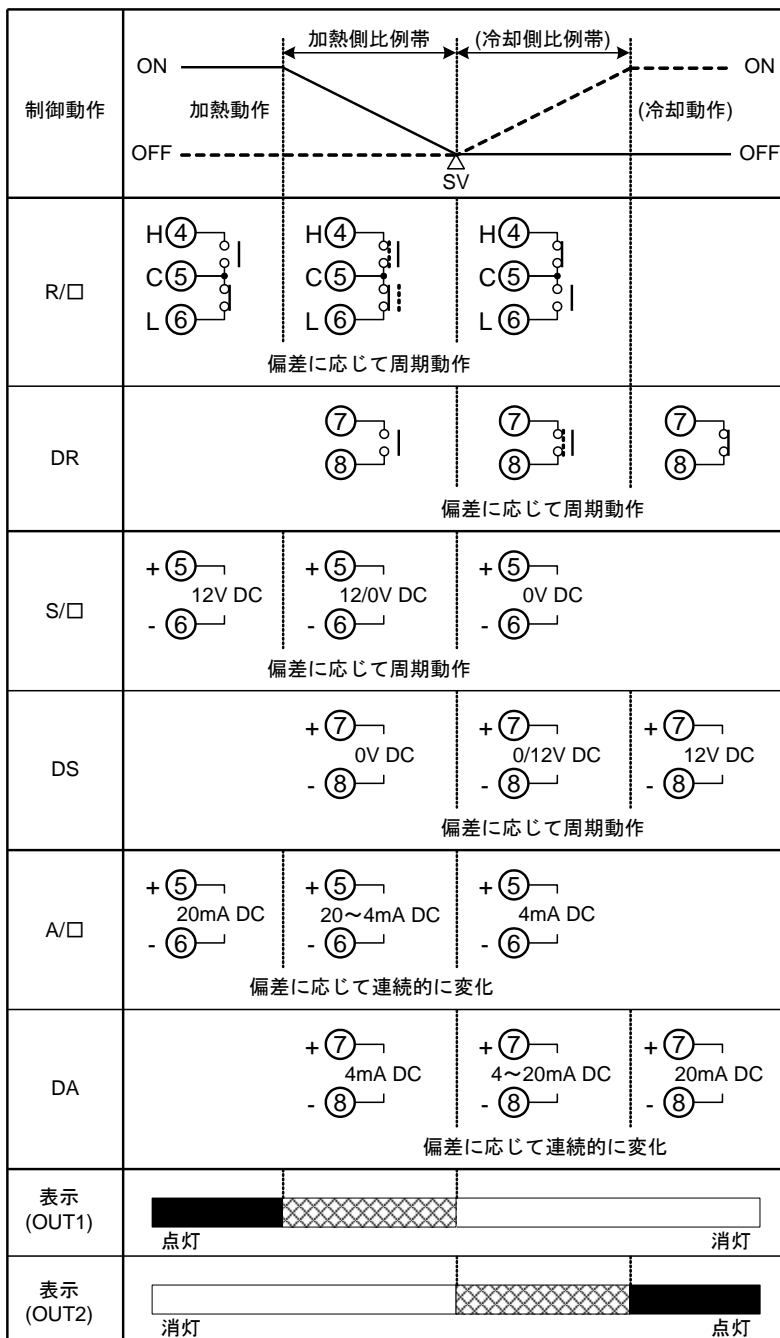 加熱側比例帯 (冷却側比例帯)
ON ON
制御動作 加熱動作 (冷却動作)
OFF OFF
SV
H④ H④ H④
R/□ C⑤ C⑤ C⑤
L⑥ L⑥ L⑥
偏差に応じて周期動作
⑦ ⑦ ⑦
DR
⑧ ⑧ ⑧
偏差に応じて周期動作
+⑤ +⑤ +⑤
S/□ 12V DC 12/0V DC 0V DC
-⑥ -⑥ -⑥
偏差に応じて周期動作
+⑦ +⑦ +⑦
DS 0V DC 0/12V DC 12V DC
-⑧ -⑧ -⑧
偏差に応じて周期動作
+⑤ +⑤ +⑤
A/□ 20mA DC 20〜4mA DC 4mA DC
-⑥ -⑥ -⑥
偏差に応じて連続的に変化
+⑦ +⑦ +⑦
DA 4mA DC 4〜20mA DC 20mA DC
-⑧ -⑧ -⑧
偏差に応じて連続的に変化
表示
(OUT1)
点灯 消灯
表示
(OUT2)
消灯 点灯